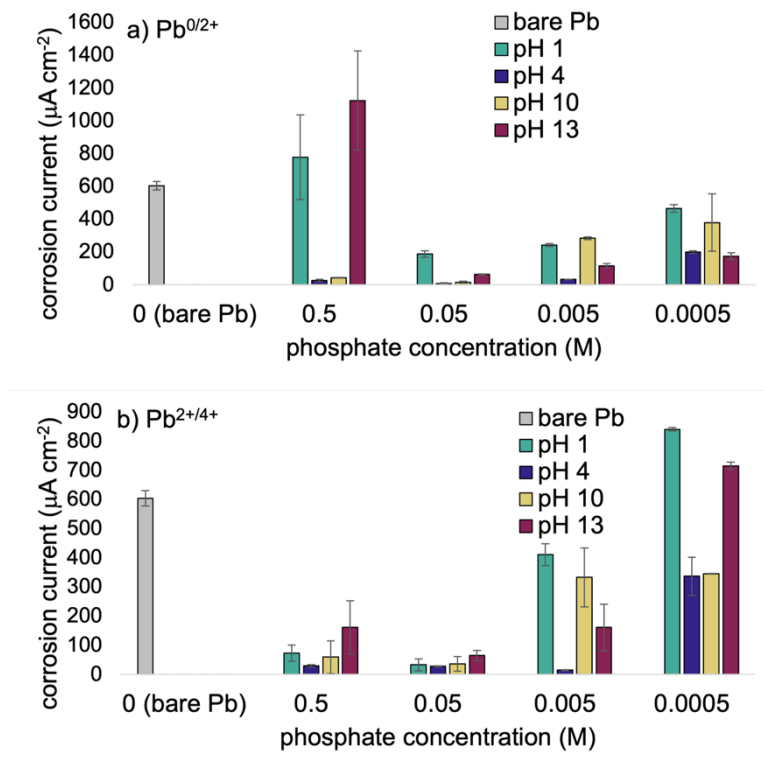 a) Pb0/2+
corrosion current (μA cm-2)
1600
1400
1200
1000
800
600
400
200
0
bare Pb
pH 1
pH 4
pH 10
pH 13
0 (bare Pb) 0.5 0.05 0.005 0.0005
phosphate concentration (M)
b) Pb2+/4+
corrosion current (μA cm-2)
900
800
700
600
500
400
300
200
100
0
bare Pb
pH 1
pH 4
pH 10
pH 13
0 (bare Pb) 0.5 0.05 0.005 0.0005
phosphate concentration (M)